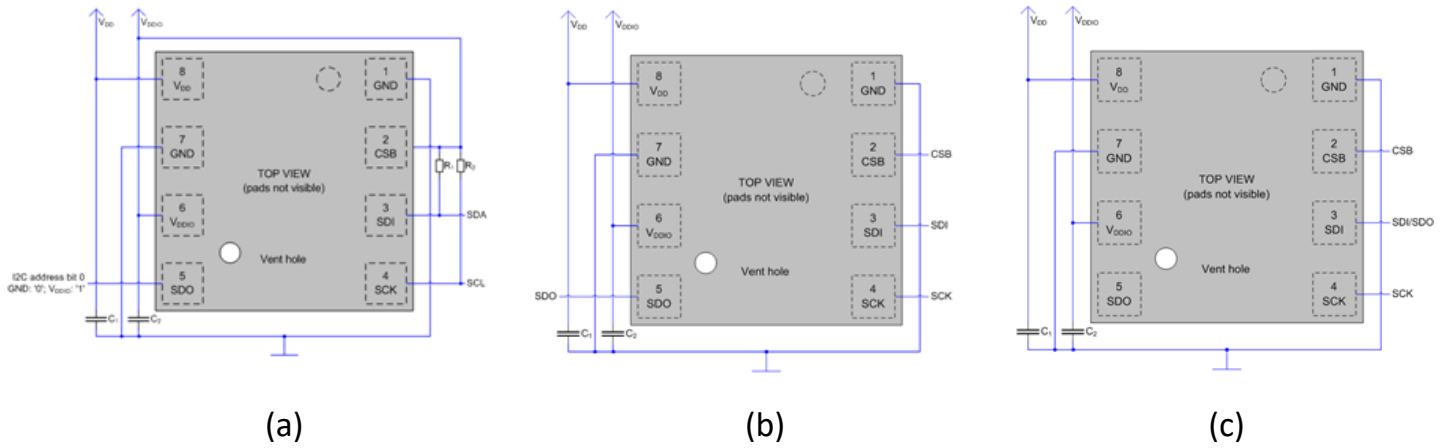 VDD
VDDIO
8
VDD
1
GND
7
GND
2
CSB
R1
R2
TOP VIEW
(pads not visible)
6
VDDIO
3
SDI
SDA
Vent hole
I2C address bit 0
GND: '0'; VDDIO: '1'
5
SDO
4
SCK
SCL
C1
C2
(a)
VDD
VDDIO
8
VDD
1
GND
7
GND
2
CSB
CSB
TOP VIEW
(pads not visible)
6
VDDIO
3
SDI
SDI
Vent hole
SDO
5
SDO
4
SCK
SCK
C1
C2
(b)
VDD
VDDIO
8
VDD
1
GND
7
GND
2
CSB
CSB
TOP VIEW
(pads not visible)
6
VDDIO
3
SDI
SDI/SDO
Vent hole
5
SDO
4
SCK
SCK
C1
C2
(c)